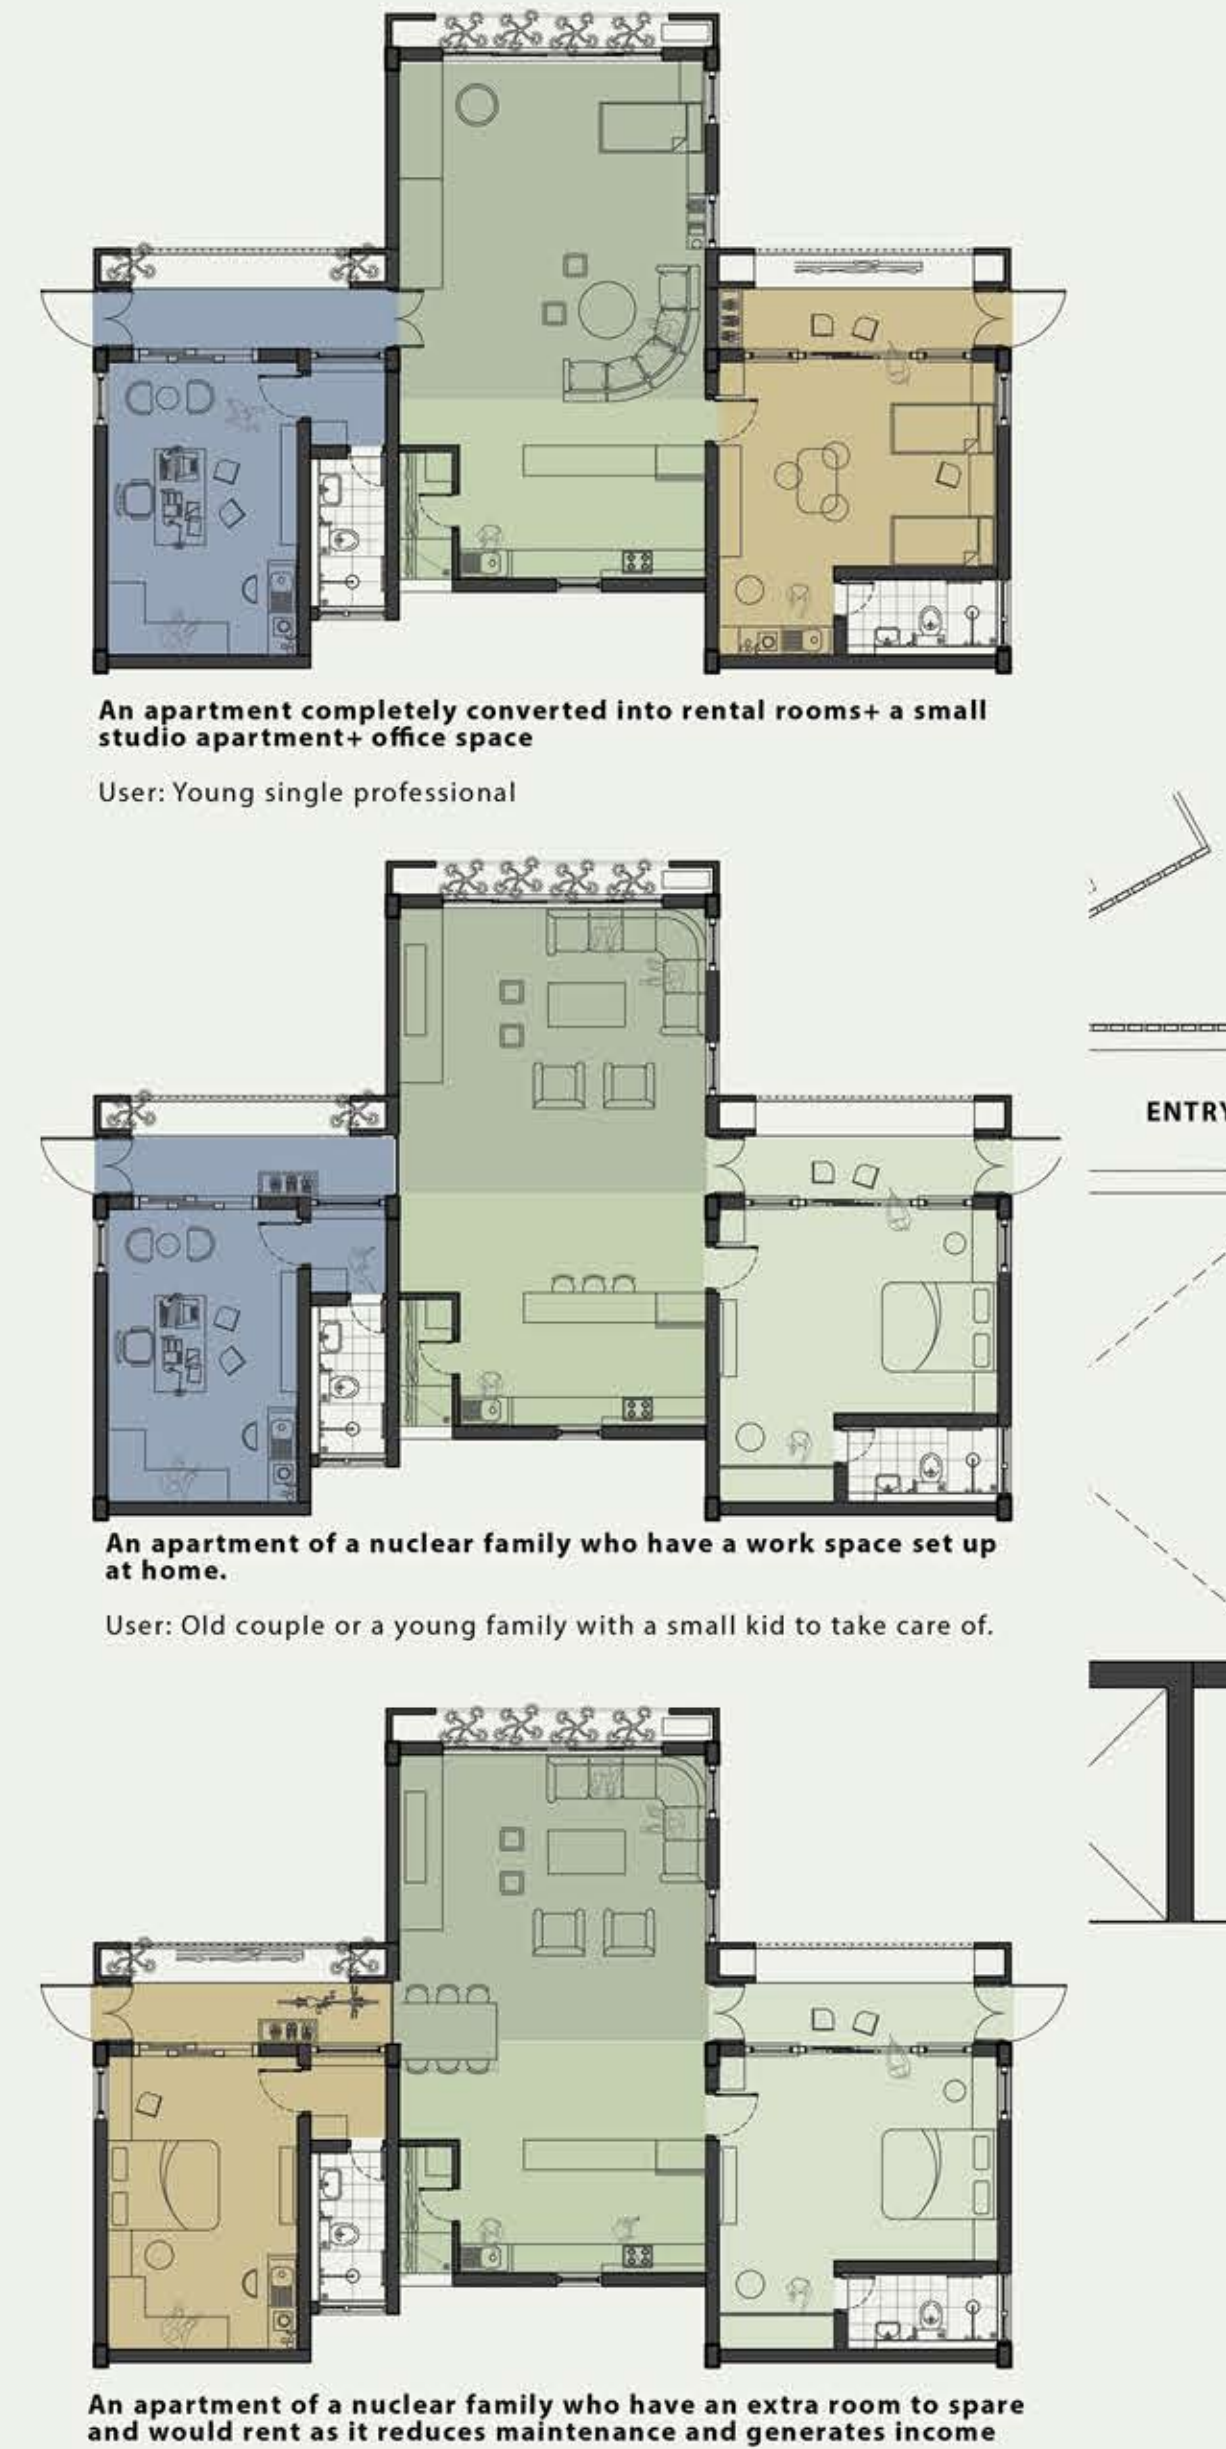 An apartment completely converted into rental rooms+ a small
studio apartment+ office space
User: Young single professional
ENTRY
An apartment of a nuclear family who have a work space set up
at home.
User: Old couple or a young family with a small kid to take care of.
An apartment of a nuclear family who have an extra room to spare
and would rent as it reduces maintenance and generates income